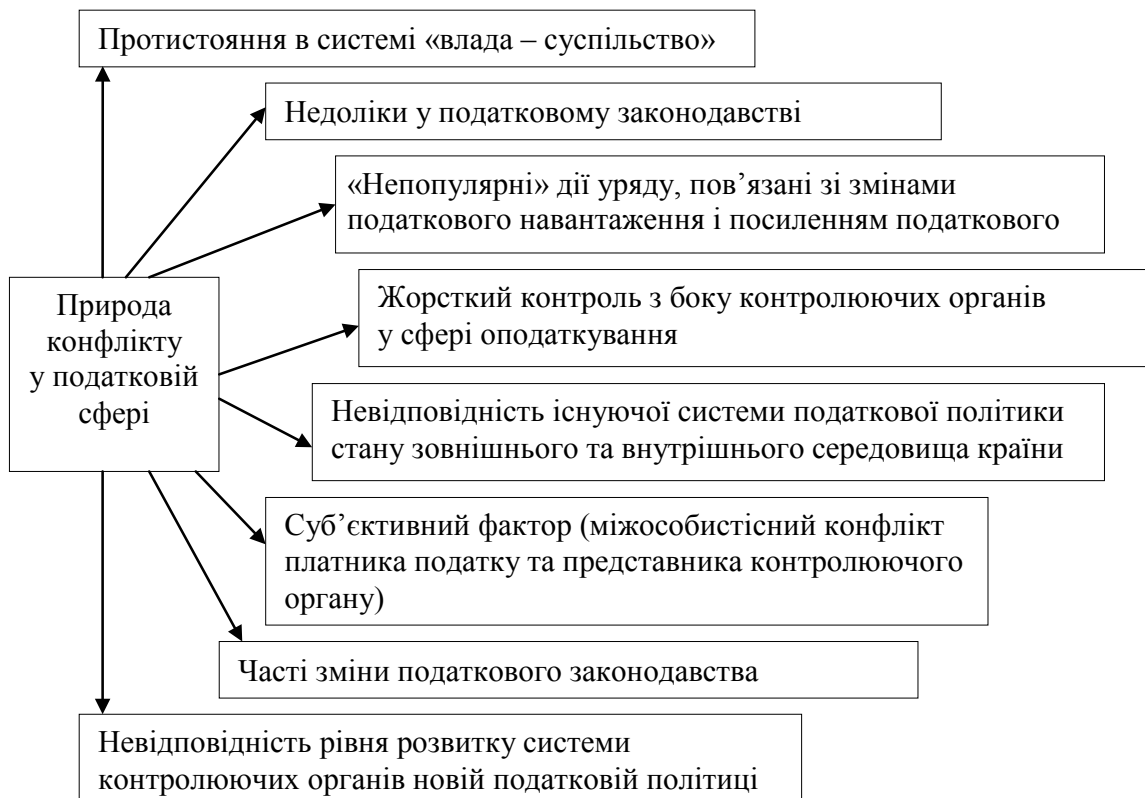 Протистояння в системі «влада – суспільство»
Недоліки у податковому законодавстві
«Непопулярні» дії уряду, пов’язані зі змінами
податкового навантаження і посиленням податкового
Природа
конфлікту
у податковій
сфері
Жорсткий контроль з боку контролюючих органів
у сфері оподаткування
Невідповідність існуючої системи податкової політики
стану зовнішнього та внутрішнього середовища країни
Суб’єктивний фактор (міжособистісний конфлікт
платника податку та представника контролюючого
органу)
Часті зміни податкового законодавства
Невідповідність рівня розвитку системи
контролюючих органів новій податковій політиці